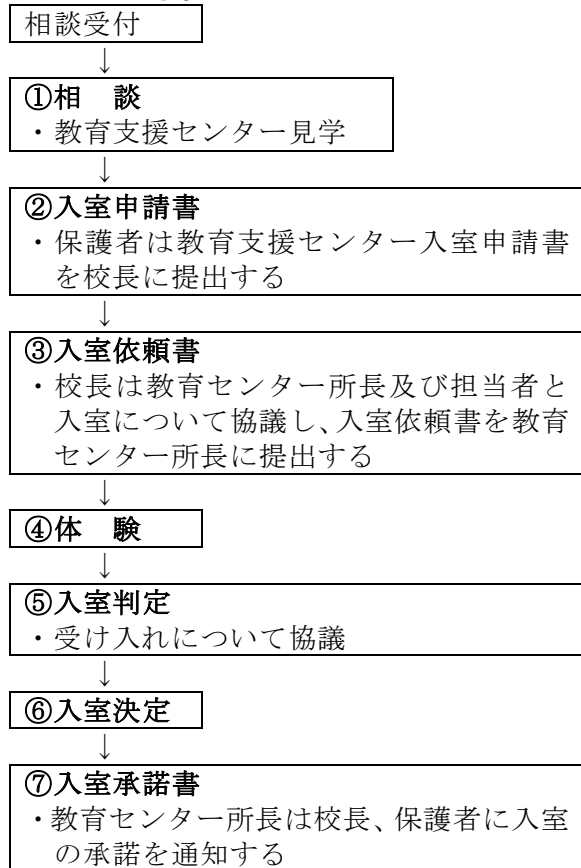 相談受付
↓
①相　談
・教育支援センター見学
↓
②入室申請書
・保護者は教育支援センター入室申請書
を校長に提出する
↓
③入室依頼書
・校長は教育センター所長及び担当者と
入室について協議し、入室依頼書を教育
センター所長に提出する
↓
④体　験
↓
⑤入室判定
・受け入れについて協議
↓
⑥入室決定
↓
⑦入室承諾書
・教育センター所長は校長、保護者に入室
の承諾を通知する